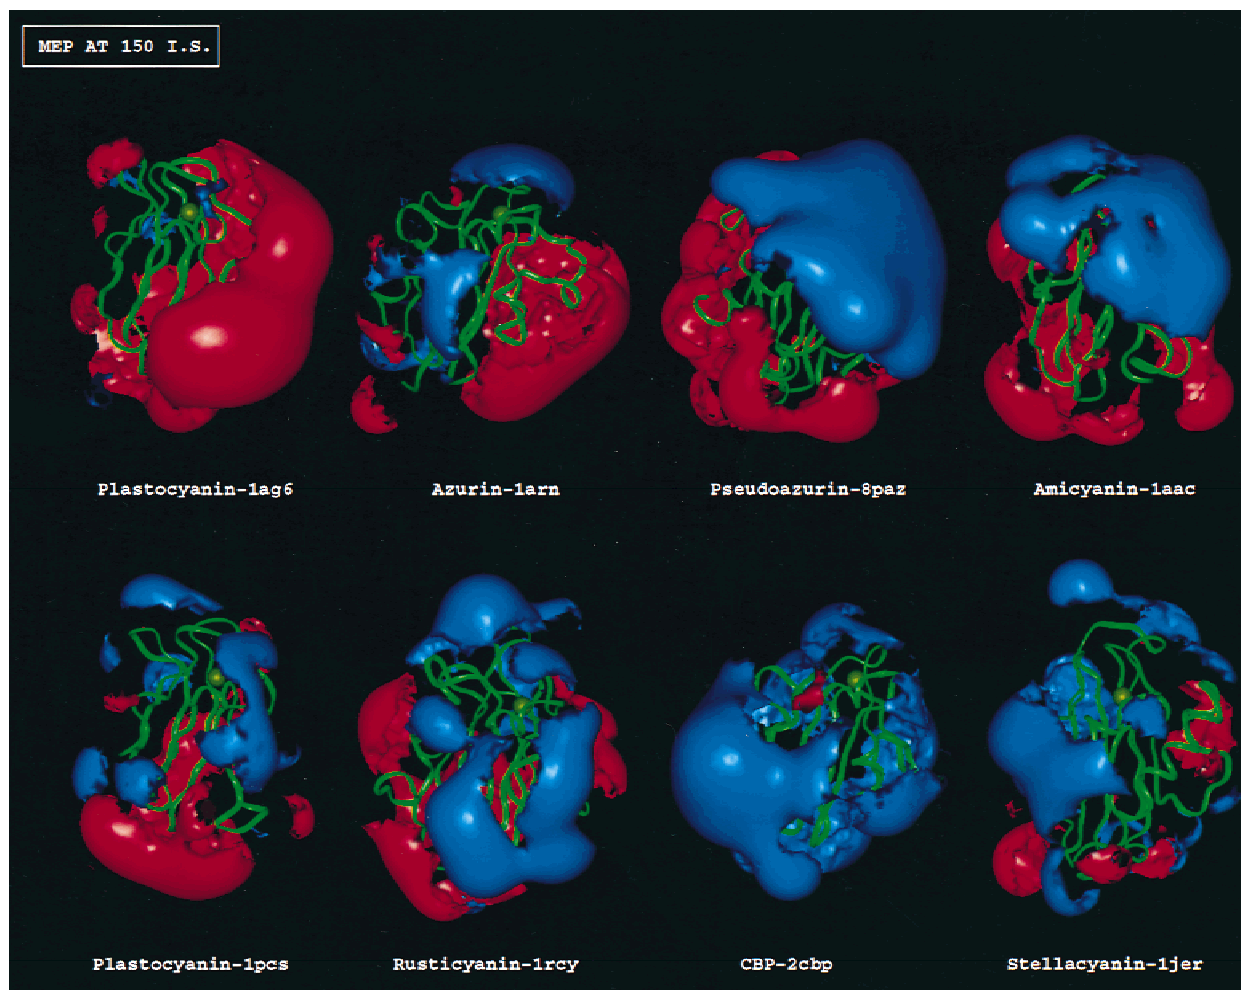 MEP AT 150 I.S.
Plastocyanin-1ag6 Azurin-1arn Pseudoazurin-8paz Amicyanin-1aac
Plastocyanin-1pcs Rusticyanin-1rcy CBP-2cbp Stellacyanin-1jer